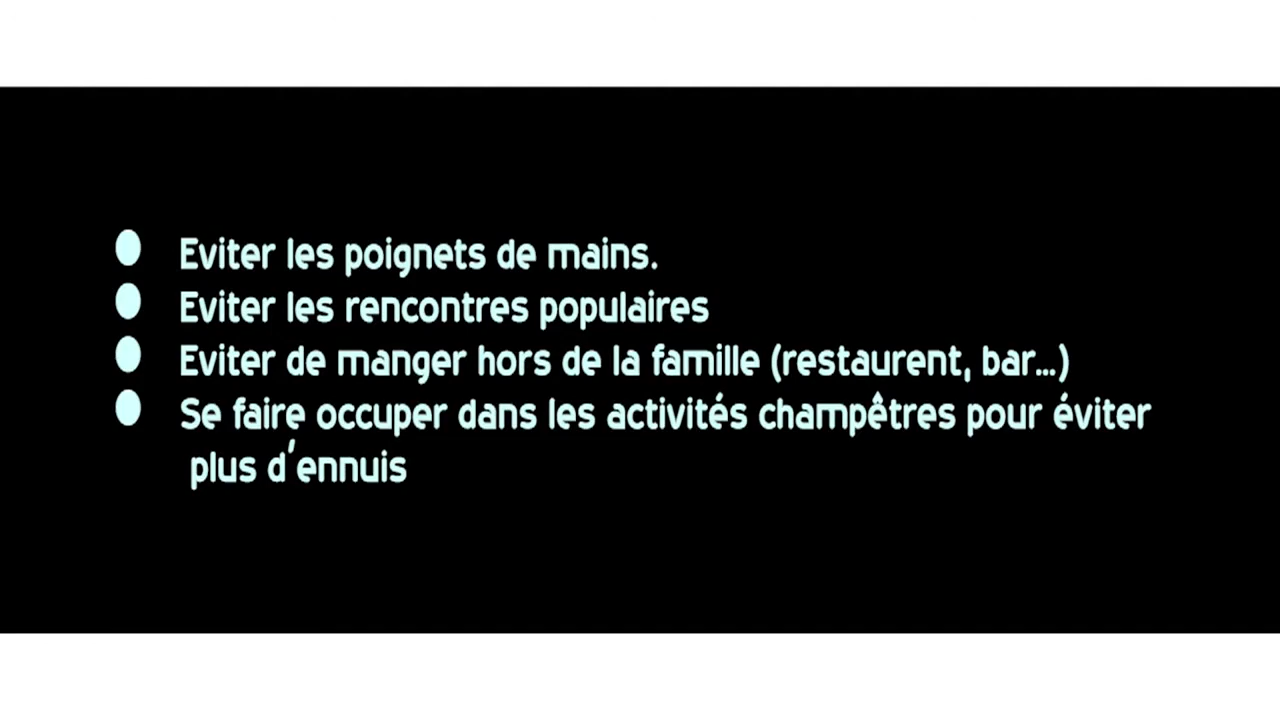 Eviter les poignets de mains.
Eviter les rencontres populaires
Eviter de manger hors de la famille (restaurent, bar...)
Se faire occuper dans les activités champêtres pour éviter
plus d'ennuis